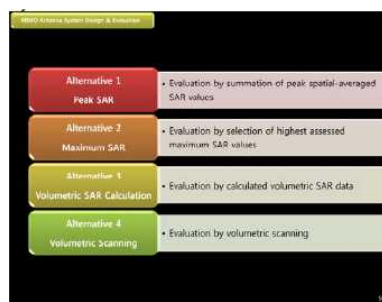 MIMO Antenna System Design & Evaluation
Alternative 1
Peak SAR
• Evaluation by summation of peak spatial-averaged
SAR values
Alternative 2
Maximum SAR
• Evaluation by selection of highest assessed
maximum SAR values
Alternative 3
Volumetric SAR Calculation
• Evaluation by calculated volumetric SAR data
Alternative 4
Volumetric Scanning
• Evaluation by volumetric scanning